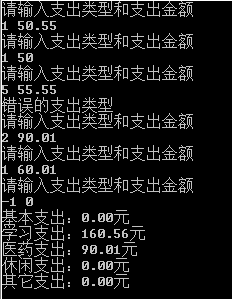 请输入支出类型和支出金额
1 50.55
请输入支出类型和支出金额
1 50
请输入支出类型和支出金额
5 55.55
错误的支出类型
请输入支出类型和支出金额
2 90.01
请输入支出类型和支出金额
1 60.01
请输入支出类型和支出金额
-1 0
基本支出：0.00元
学习支出：160.56元
医药支出：90.01元
休闲支出：0.00元
其它支出：0.00元